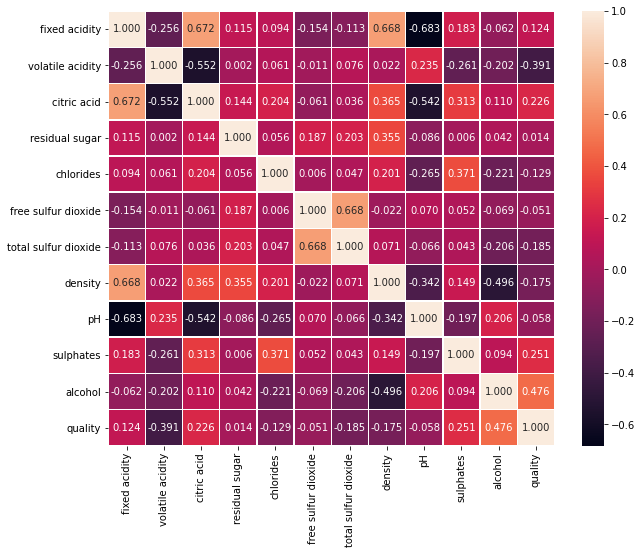 fixed acidity 1.000 -0.256 0.672 0.115 0.094 -0.154 -0.113 0.668 -0.683 0.183 -0.062 0.124
volatile acidity -0.256 1.000 -0.552 0.002 0.061 -0.011 0.076 0.022 0.235 -0.261 -0.202 -0.391
citric acid 0.672 -0.552 1.000 0.144 0.204 -0.061 0.036 0.365 -0.542 0.313 0.110 0.226
residual sugar 0.115 0.002 0.144 1.000 0.056 0.187 0.203 0.355 -0.086 0.006 0.042 0.014
chlorides 0.094 0.061 0.204 0.056 1.000 0.006 0.047 0.201 -0.265 0.371 -0.221 -0.129
free sulfur dioxide -0.154 -0.011 -0.061 0.187 0.006 1.000 0.668 -0.022 0.070 0.052 -0.069 -0.051
total sulfur dioxide -0.113 0.076 0.036 0.203 0.047 0.668 1.000 0.071 -0.066 0.043 -0.206 -0.185
density 0.668 0.022 0.365 0.355 0.201 -0.022 0.071 1.000 -0.342 0.149 -0.496 -0.175
pH -0.683 0.235 -0.542 -0.086 -0.265 0.070 -0.066 -0.342 1.000 -0.197 0.206 -0.058
sulphates 0.183 -0.261 0.313 0.006 0.371 0.052 0.043 0.149 -0.197 1.000 0.094 0.251
alcohol -0.062 -0.202 0.110 0.042 -0.221 -0.069 -0.206 -0.496 0.206 0.094 1.000 0.476
quality 0.124 -0.391 0.226 0.014 -0.129 -0.051 -0.185 -0.175 -0.058 0.251 0.476 1.000
fixed acidity
volatile acidity
citric acid
residual sugar
chlorides
free sulfur dioxide
total sulfur dioxide
density
pH
sulphates
alcohol
quality
1.0
0.8
0.6
0.4
0.2
0.0
−0.2
−0.4
−0.6